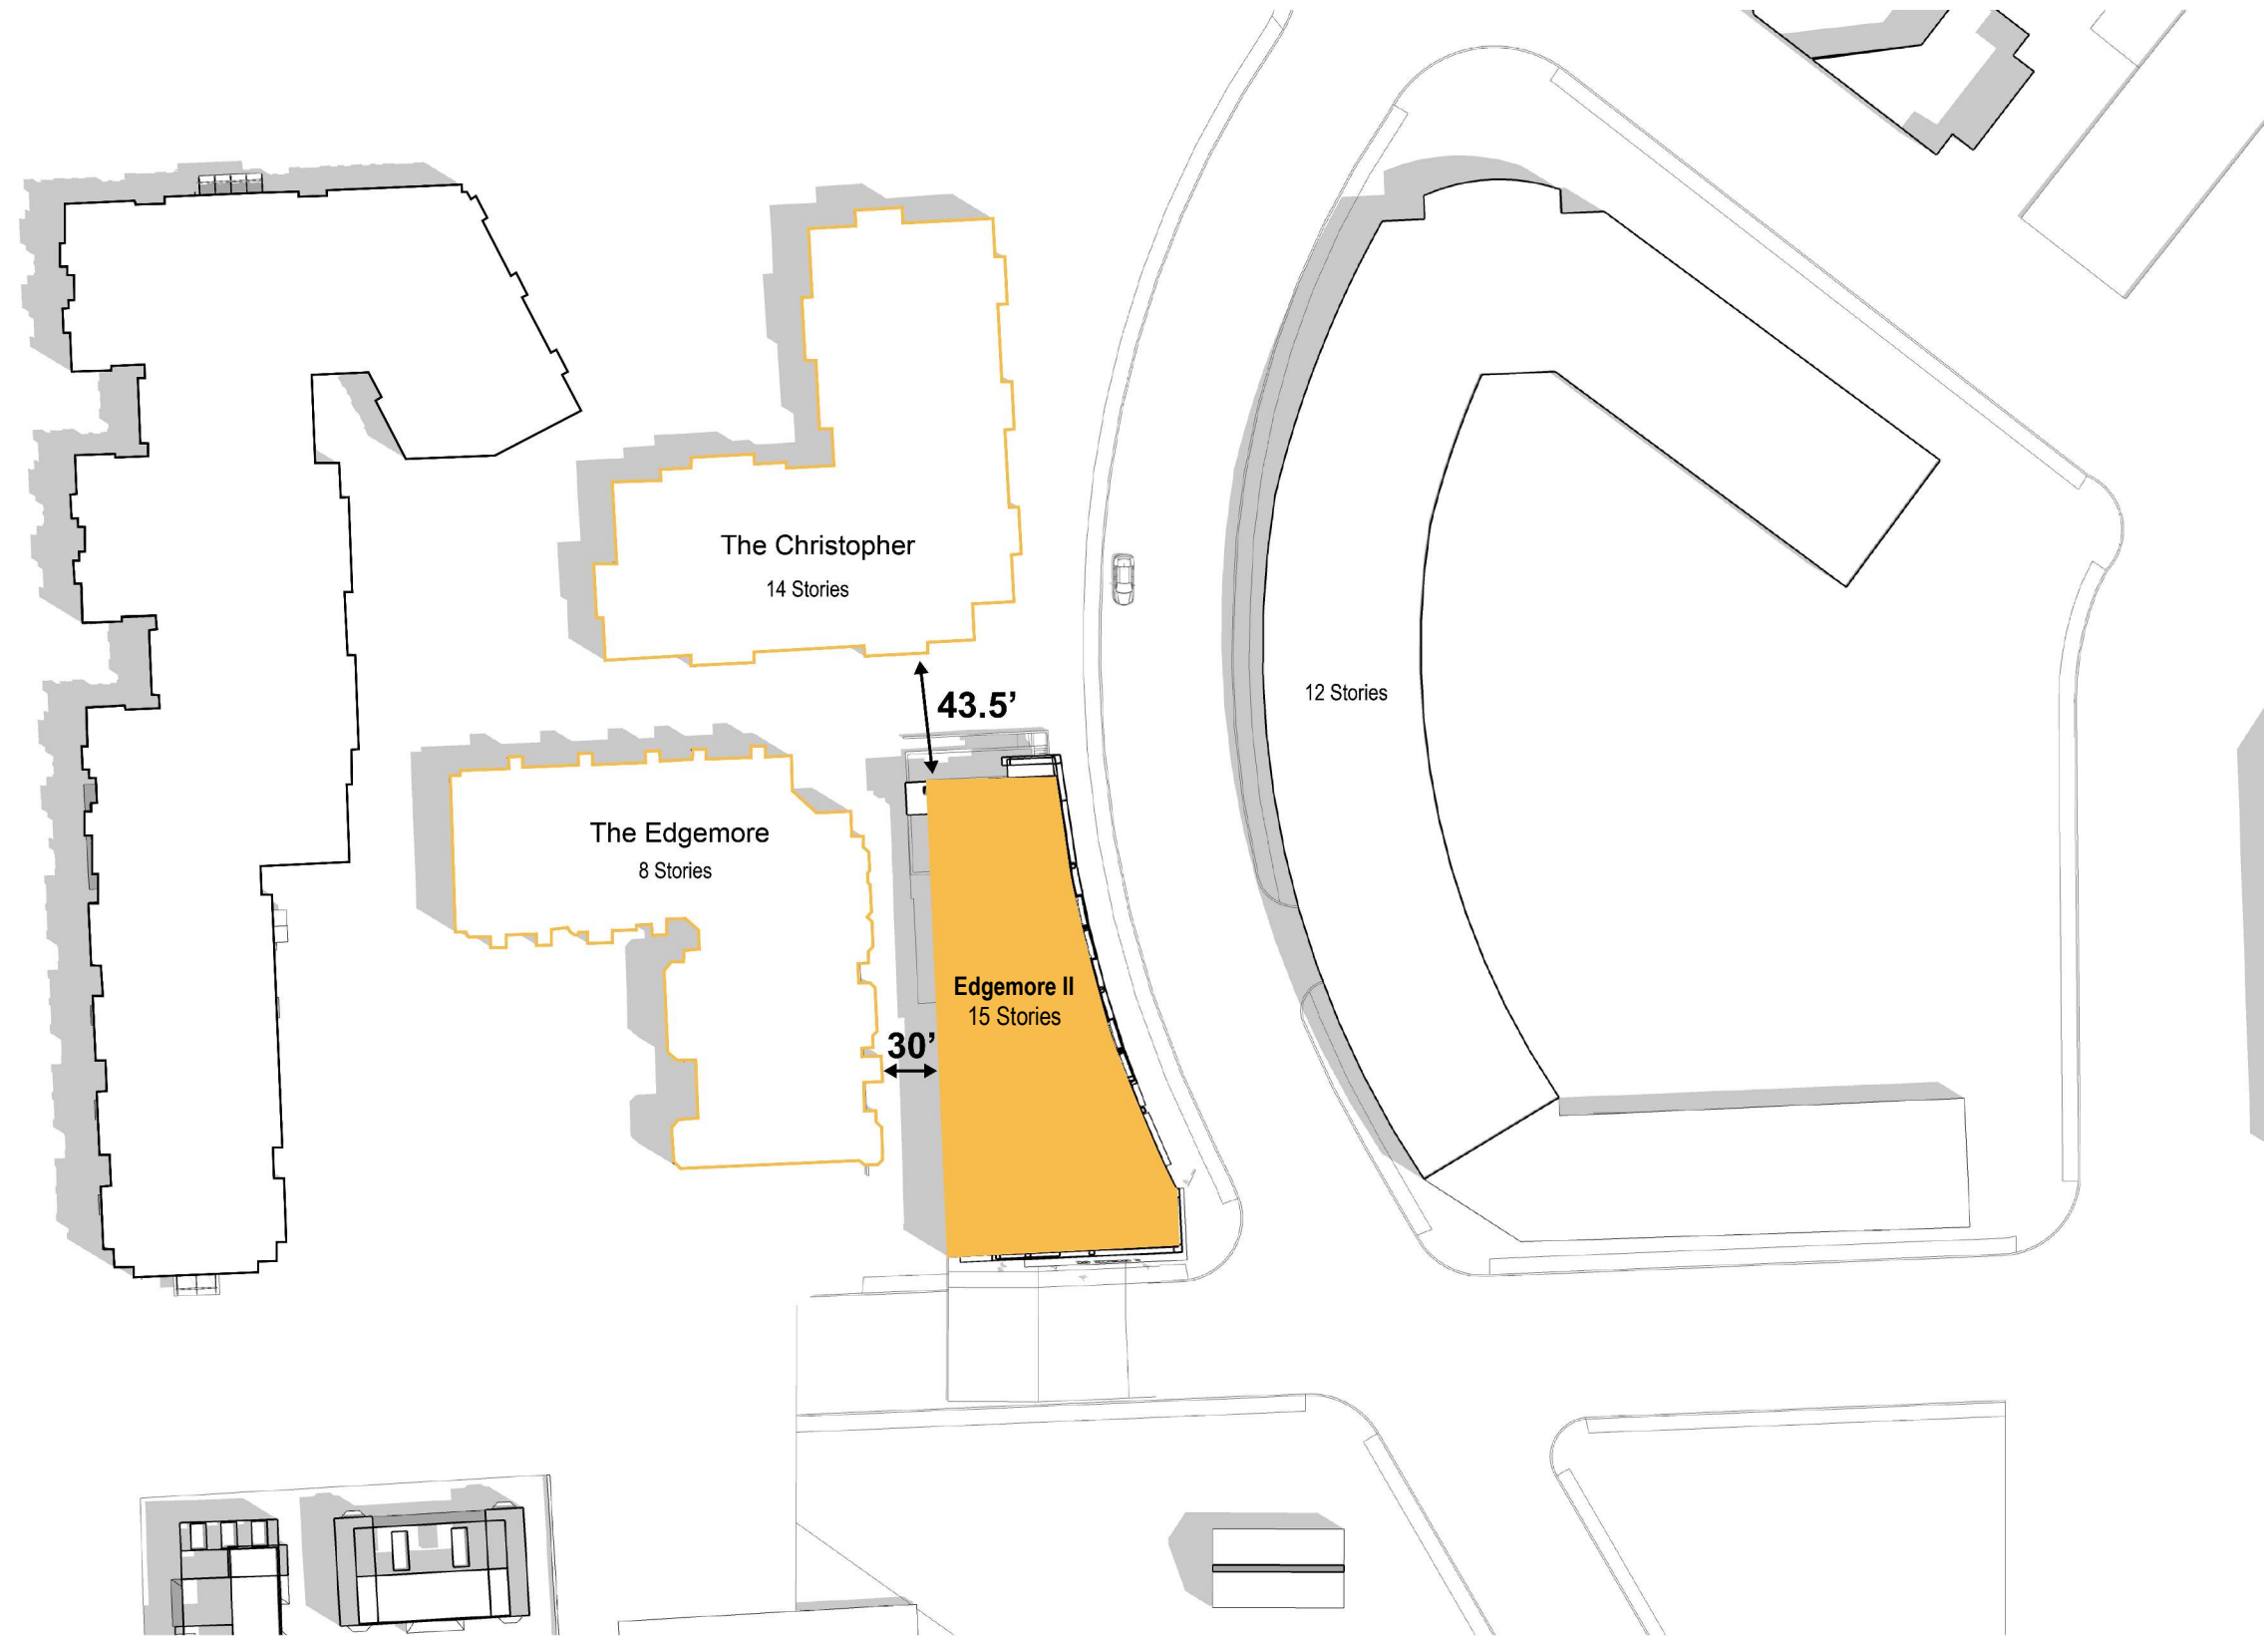 The Christopher
14 Stories
12 Stories
43.5’
The Edgemore
8 Stories
Edgemore II
15 Stories
30’